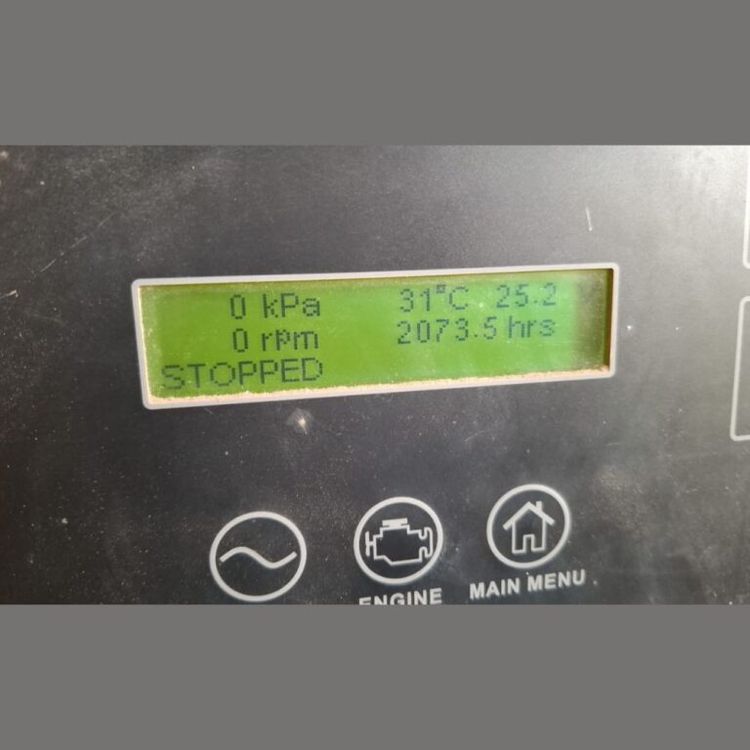 0 kPa 31°C 25.2
0 rpm 2073.5 hrs
STOPPED
ENGINE
MAIN MENU